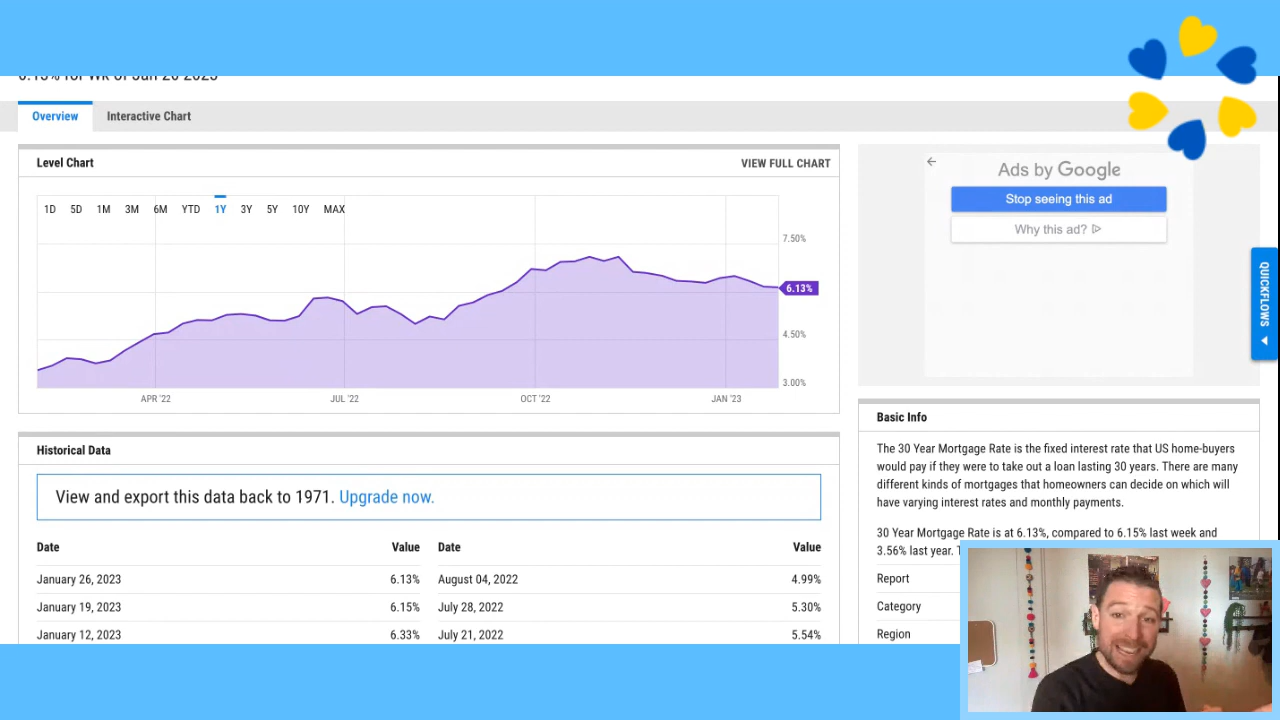 6.13% for Wk of Jan 26 2023
Overview
Interactive Chart
Level Chart
VIEW FULL CHART
1D 5D 1M 3M 6M YTD 1Y 3Y 5Y 10Y MAX
7.50%
6.13%
4.50%
3.00%
APR '22
JUL '22
OCT '22
JAN '23
Historical Data
View and export this data back to 1971. Upgrade now.
Date Value Date Value
January 26, 2023 6.13% August 04, 2022 4.99%
January 19, 2023 6.15% July 28, 2022 5.30%
January 12, 2023 6.33% July 21, 2022 5.54%
Ads by Google
Stop seeing this ad
Why this ad?
QUICKFLOWS
Basic Info
The 30 Year Mortgage Rate is the fixed interest rate that US home-buyers
would pay if they were to take out a loan lasting 30 years. There are many
different kinds of mortgages that homeowners can decide on which will
have varying interest rates and monthly payments.
30 Year Mortgage Rate is at 6.13%, compared to 6.15% last week and
3.56% last year.
Report
Category
Region